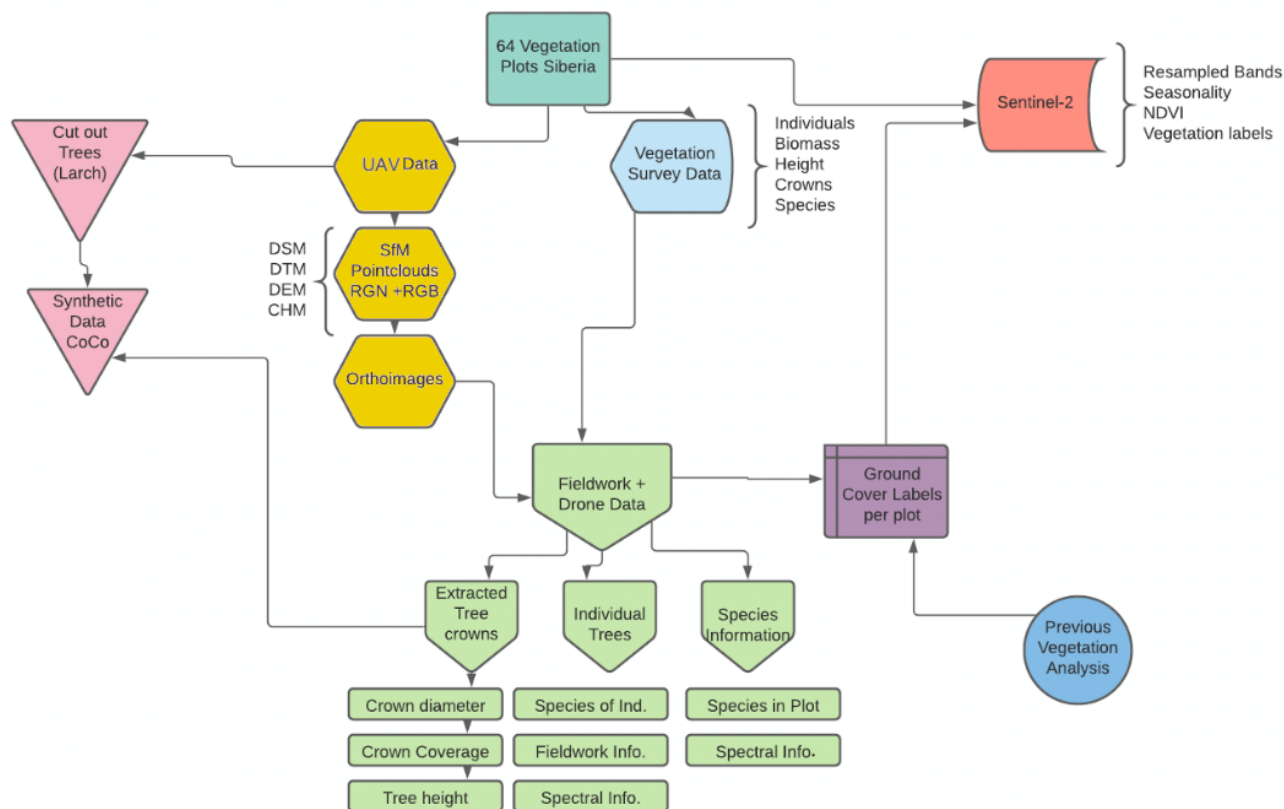 64 Vegetation
Plots Siberia
Sentinel-2
Resampled Bands
Seasonality
NDVI
Vegetation labels
Cut out
Trees
(Larch)
UAV Data
Vegetation
Survey Data
Individuals
Biomass
Height
Crowns
Species
DSM
DTM
DEM
CHM
SfM
Pointclouds
RGN +RGB
Synthetic
Data
CoCo
Orthoimages
Fieldwork +
Drone Data
Ground
Cover Labels
per plot
Extracted
Tree
crowns
Individual
Trees
Species
Information
Previous
Vegetation
Analysis
Crown diameter
Species of Ind.
Species in Plot
Crown Coverage
Fieldwork Info.
Spectral Info.
Tree height
Spectral Info.